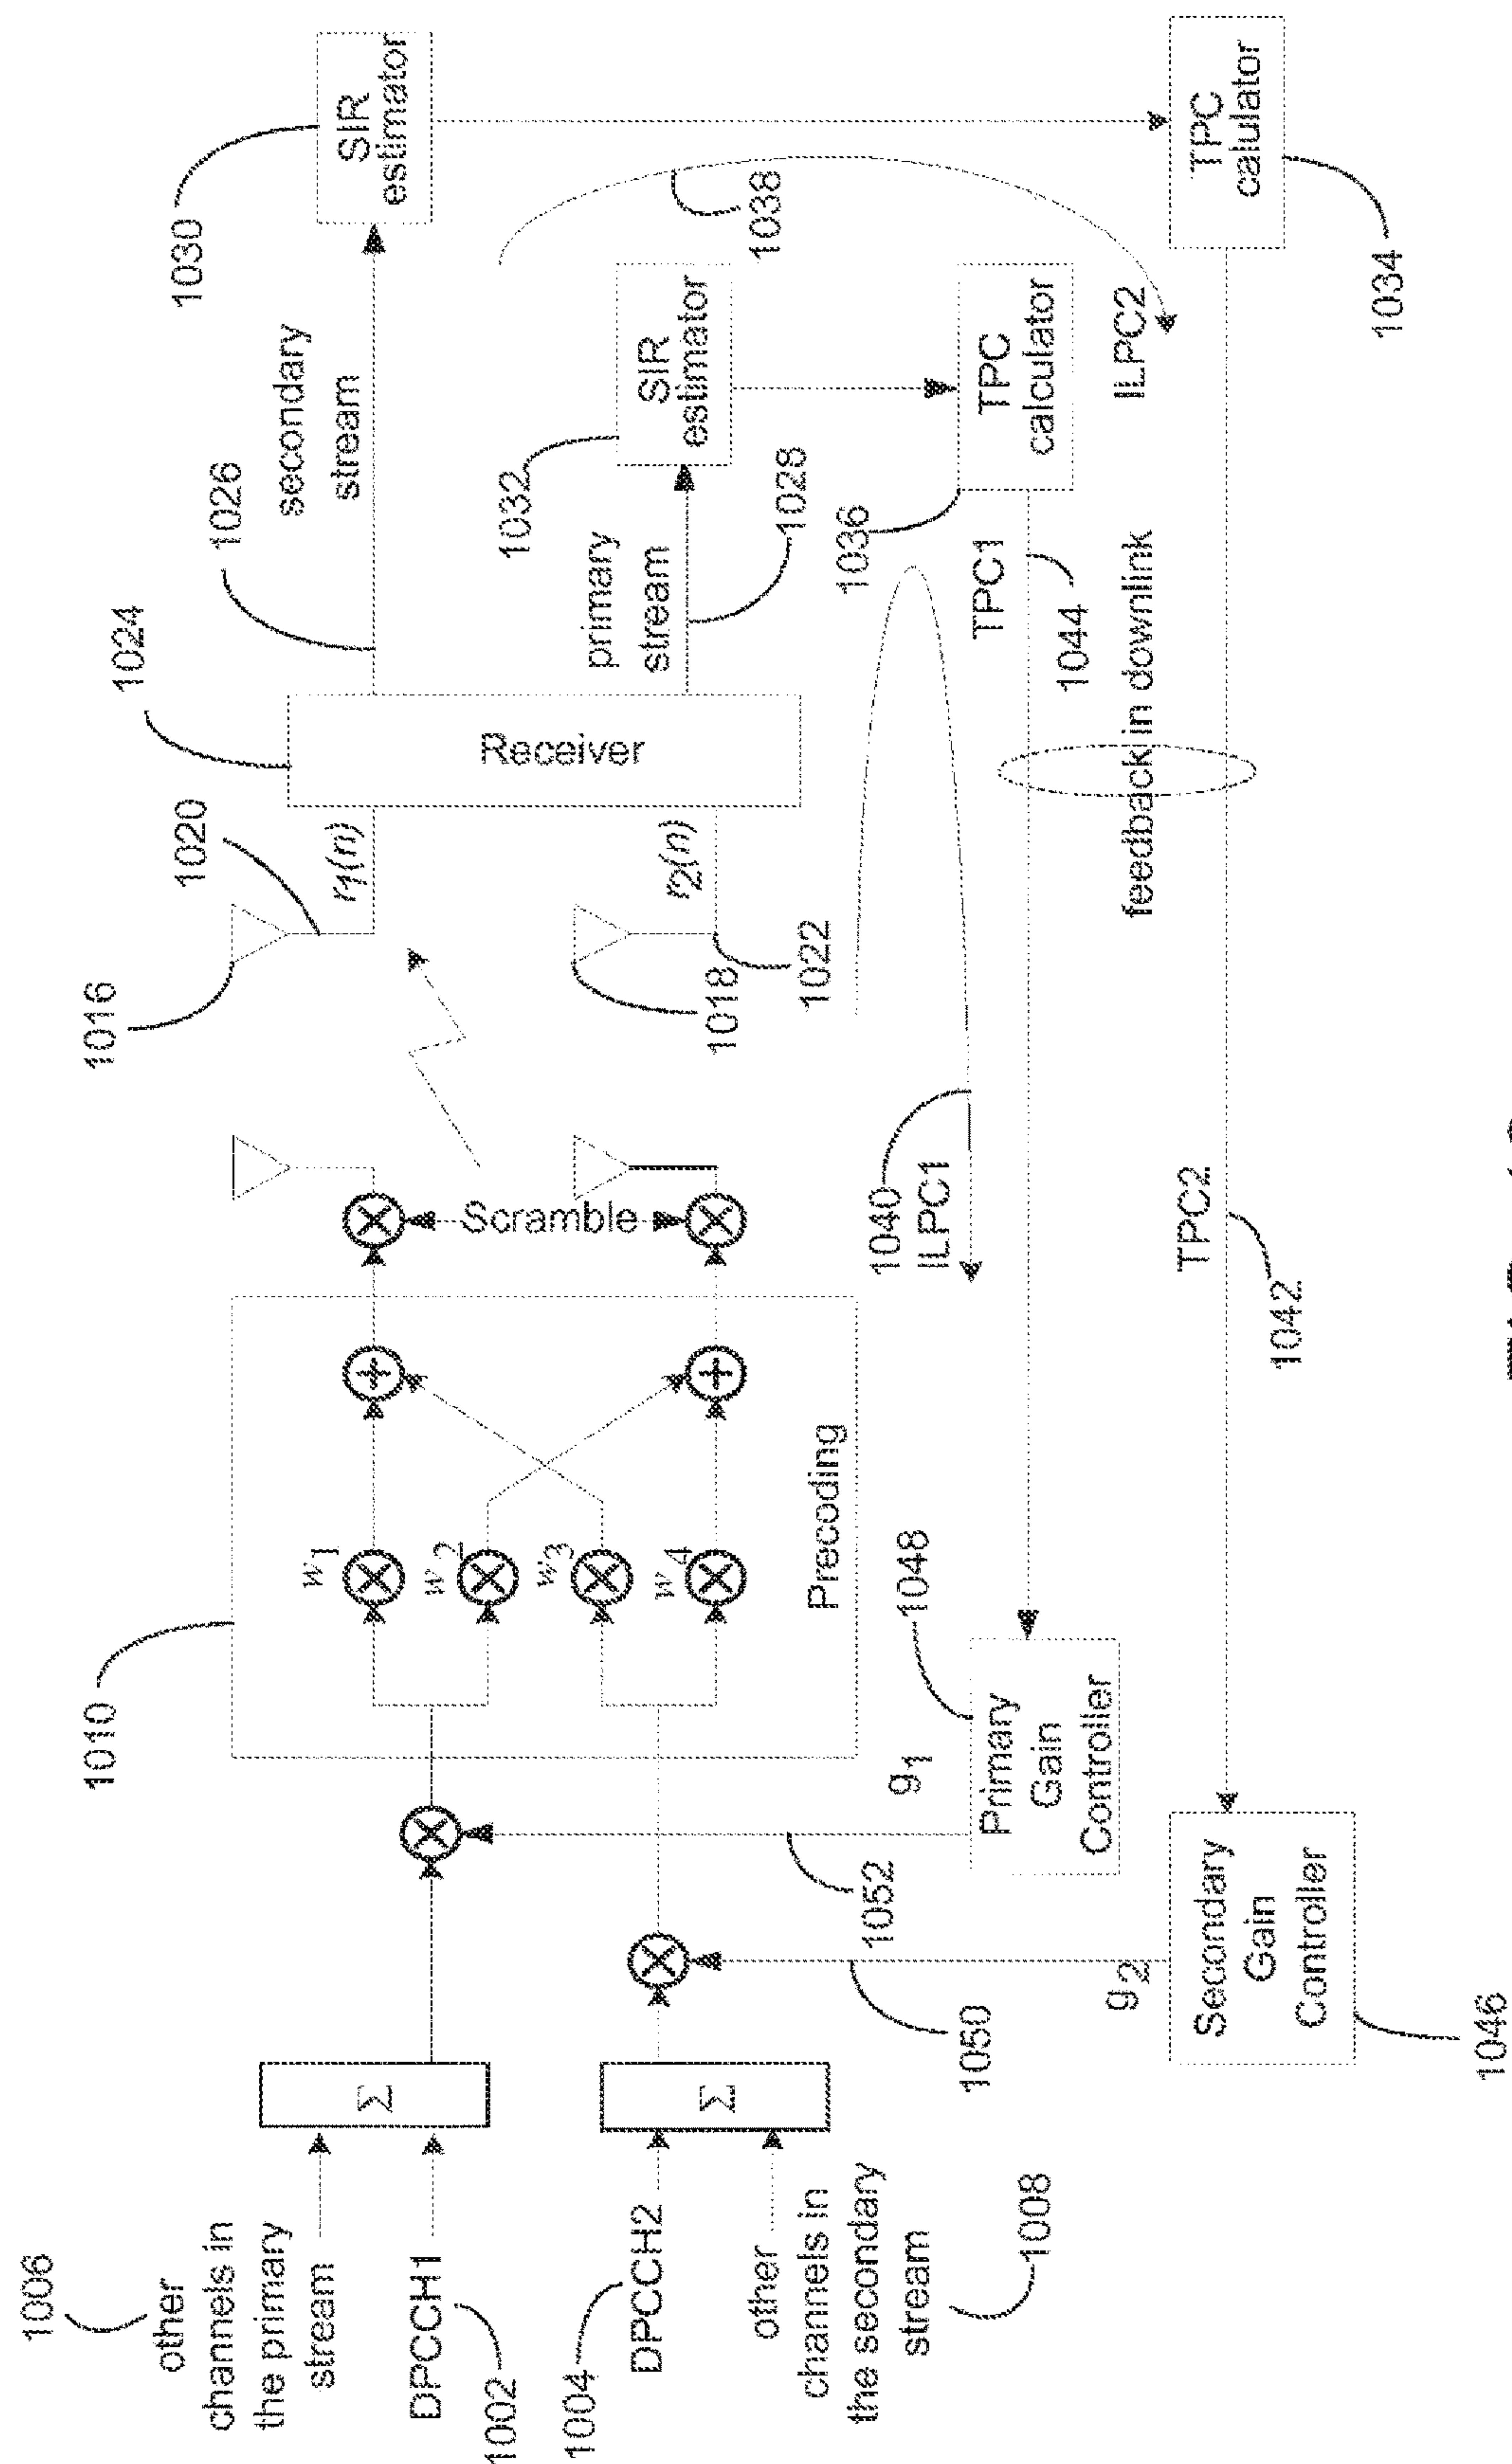 1006
other
channels in
the primary
stream
DPCCH1
1002
1004
DPCCH2
other
channels in
the secondary
stream
1008
Σ
Σ
1010
w1
w2
w3
w4
Precoding
Scramble
1016
1020
r1(n)
1018
1022
r2(n)
1024
Receiver
1026
secondary
stream
primary
stream
1028
1030
SIR
estimator
1032
SIR
estimator
1038
1036
TPC
calculator
ILPC2
TPC
calulator
1034
1040
ILPC1
TPC1
1044
feedback in downlink
TPC2
1042
g1
1048
Primary
Gain
Controller
1052
g2
1050
Secondary
Gain
Controller
1046